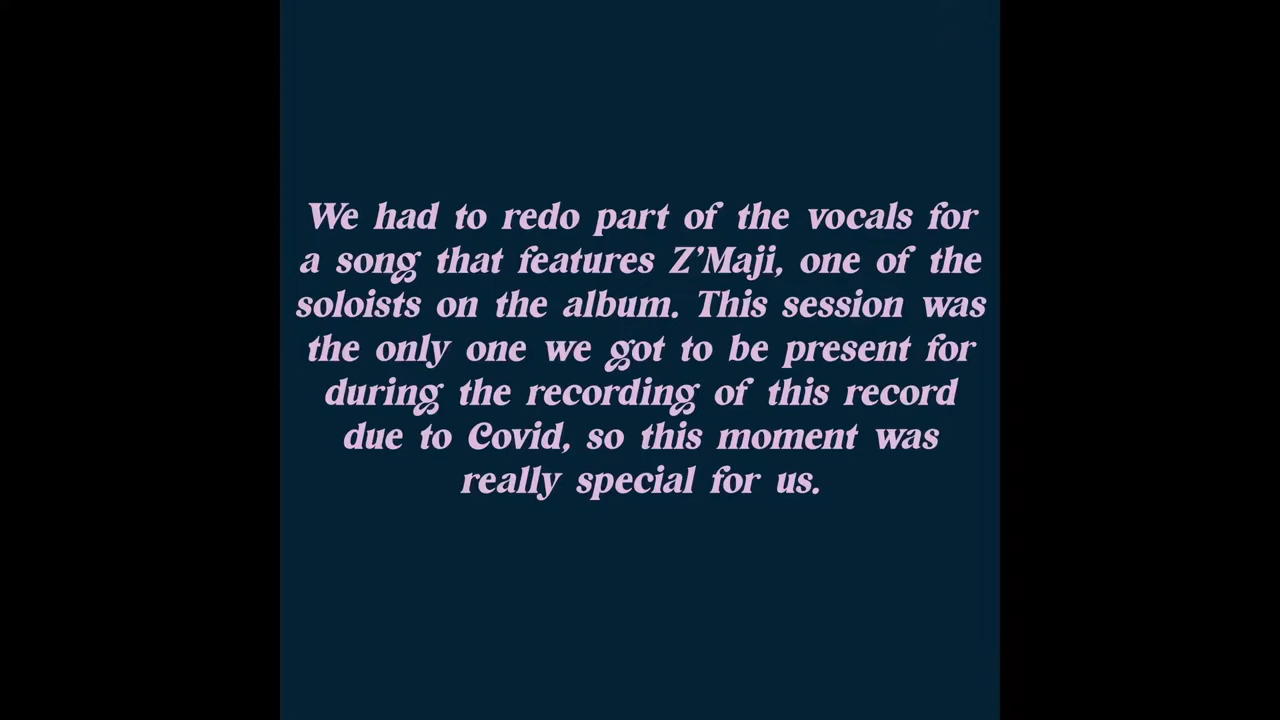 We had to redo part of the vocals for
a song that features Z’Maji, one of the
soloists on the album. This session was
the only one we got to be present for
during the recording of this record
due to Covid, so this moment was
really special for us.